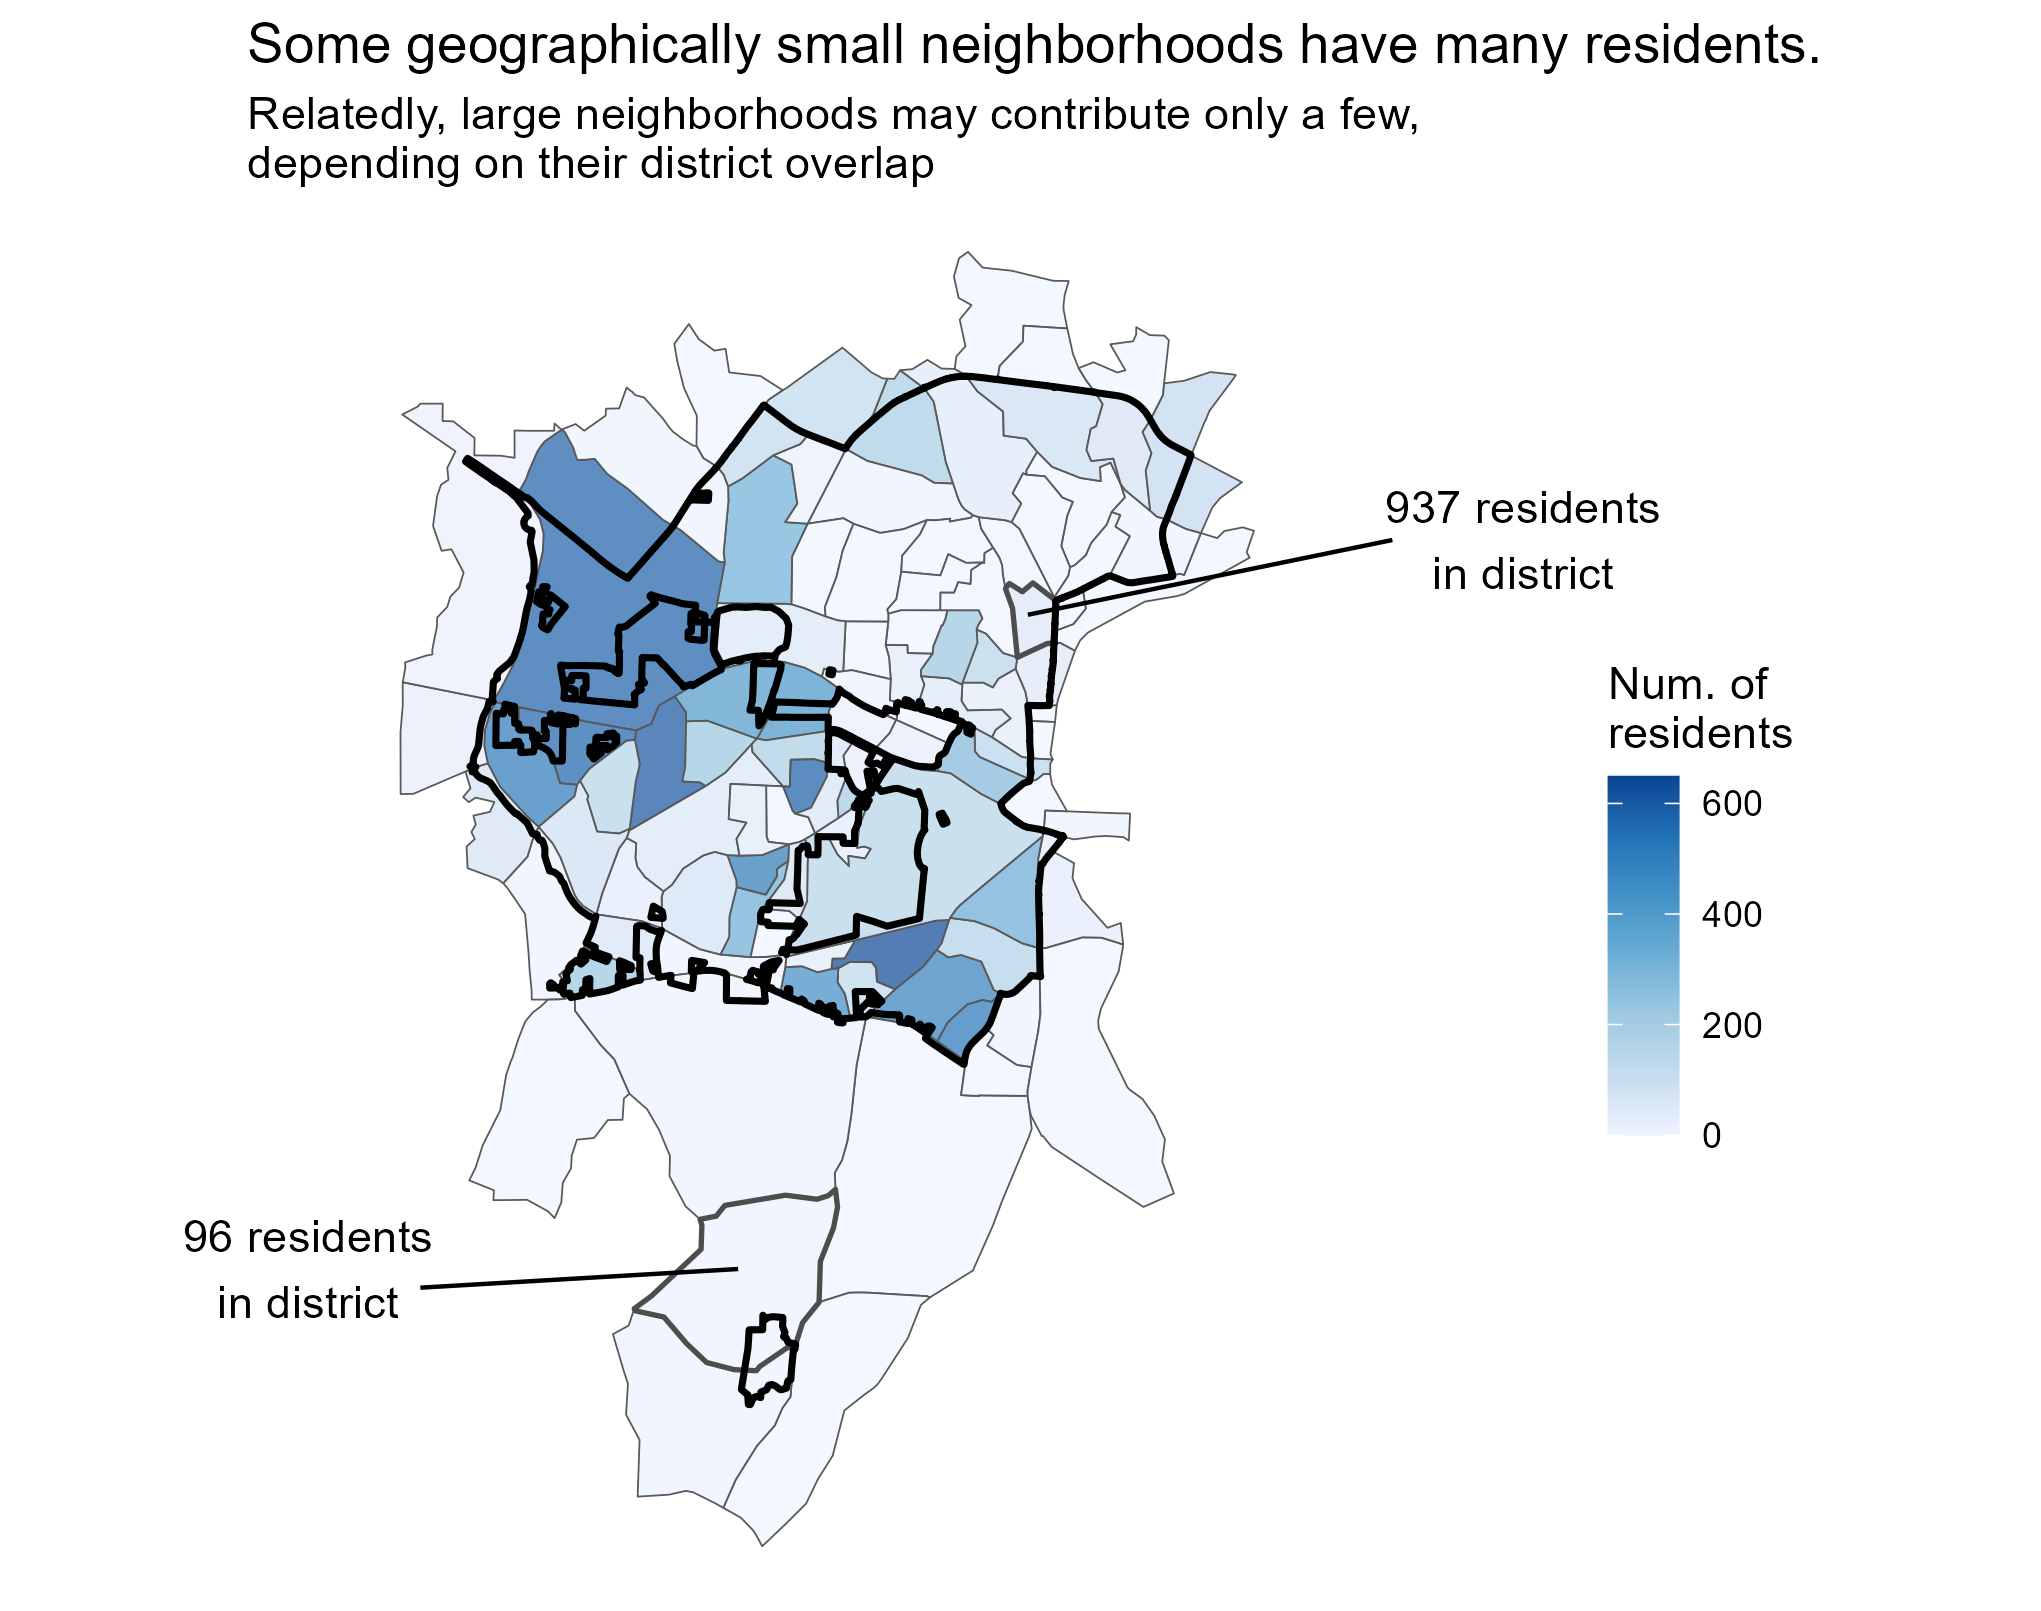 Some geographically small neighborhoods have many residents.
Relatedly, large neighborhoods may contribute only a few,
depending on their district overlap
937 residents
in district
Num. of
residents
600
400
200
0
96 residents
in district